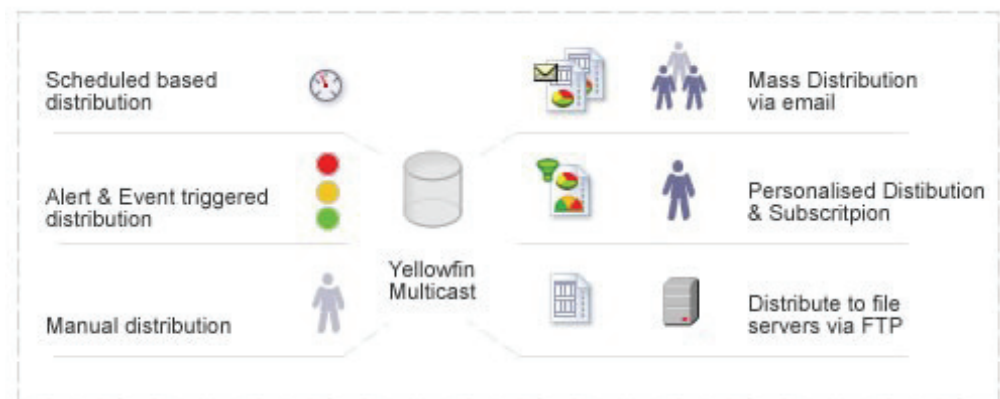 Scheduled based
distribution
Alert & Event triggered
distribution
Manual distribution
Yellowfin
Multicast
Mass Distribution
via email
Personalised Distibution
& Subscritpion
Distribute to file
servers via FTP